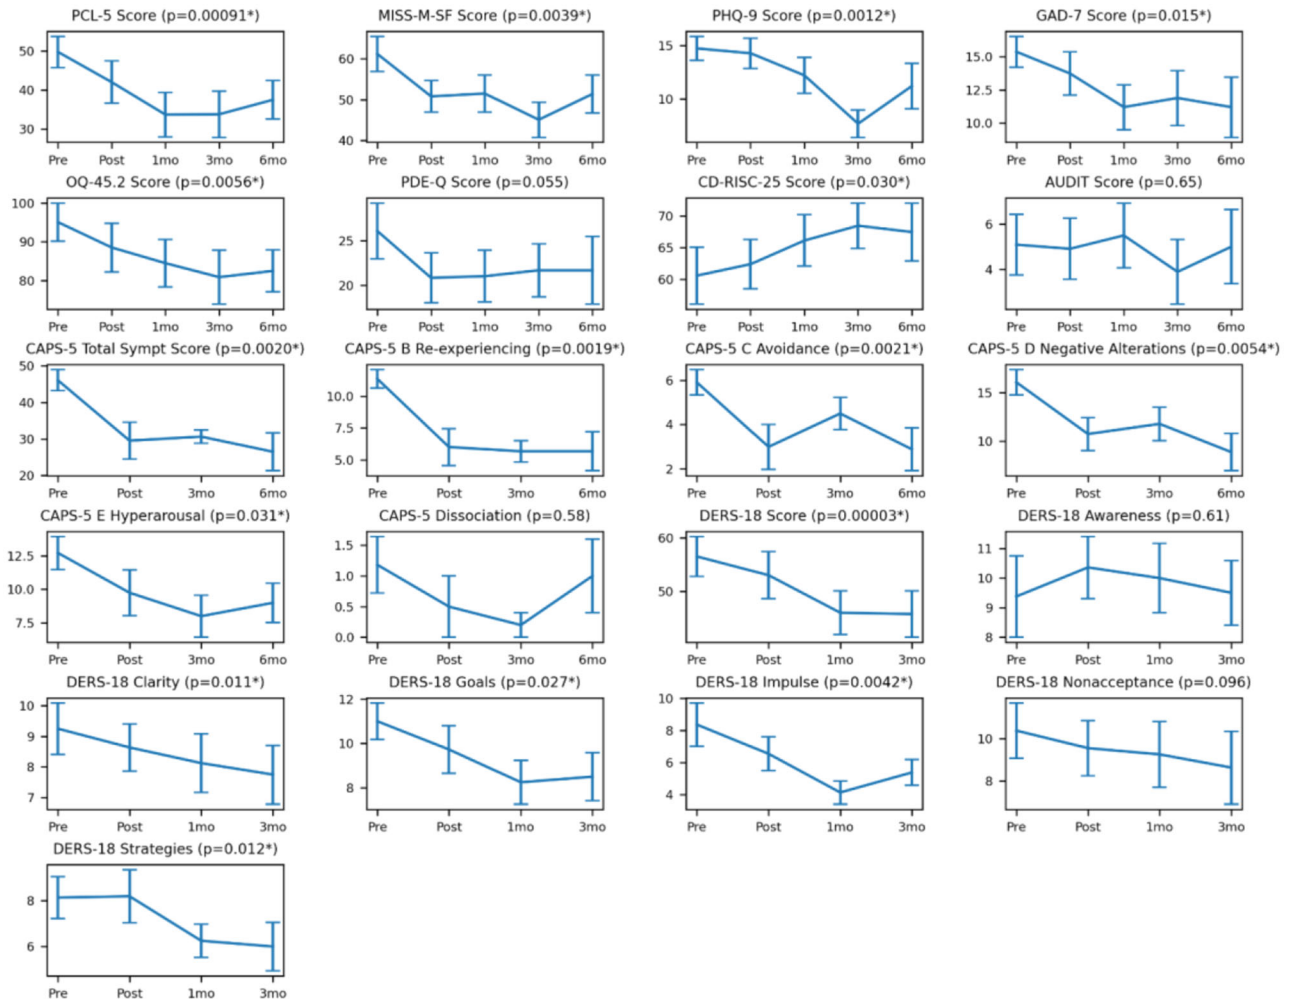 PCL-5 Score (p=0.00091*)
50
40
30
Pre Post 1mo 3mo 6mo
MISS-M-SF Score (p=0.0039*)
60
50
40
Pre Post 1mo 3mo 6mo
PHQ-9 Score (p=0.0012*)
15
10
Pre Post 1mo 3mo 6mo
GAD-7 Score (p=0.015*)
15.0
12.5
10.0
Pre Post 1mo 3mo 6mo
OQ-45.2 Score (p=0.0056*)
100
90
80
Pre Post 1mo 3mo 6mo
PDE-Q Score (p=0.055)
25
20
Pre Post 1mo 3mo 6mo
CD-RISC-25 Score (p=0.030*)
70
65
60
Pre Post 1mo 3mo 6mo
AUDIT Score (p=0.65)
6
4
Pre Post 1mo 3mo 6mo
CAPS-5 Total Sympt Score (p=0.0020*)
50
40
30
20
Pre Post 3mo 6mo
CAPS-5 B Re-experiencing (p=0.0019*)
10.0
7.5
5.0
Pre Post 3mo 6mo
CAPS-5 C Avoidance (p=0.0021*)
6
4
2
Pre Post 3mo 6mo
CAPS-5 D Negative Alterations (p=0.0054*)
15
10
Pre Post 3mo 6mo
CAPS-5 E Hyperarousal (p=0.031*)
12.5
10.0
7.5
Pre Post 3mo 6mo
CAPS-5 Dissociation (p=0.58)
1.5
1.0
0.5
0.0
Pre Post 3mo 6mo
DERS-18 Score (p=0.00003*)
60
50
Pre Post 1mo 3mo
DERS-18 Awareness (p=0.61)
11
10
9
8
Pre Post 1mo 3mo
DERS-18 Clarity (p=0.011*)
10
9
8
7
Pre Post 1mo 3mo
DERS-18 Goals (p=0.027*)
12
10
8
Pre Post 1mo 3mo
DERS-18 Impulse (p=0.0042*)
10
8
6
4
Pre Post 1mo 3mo
DERS-18 Nonacceptance (p=0.096)
10
8
Pre Post 1mo 3mo
DERS-18 Strategies (p=0.012*)
8
6
Pre Post 1mo 3mo